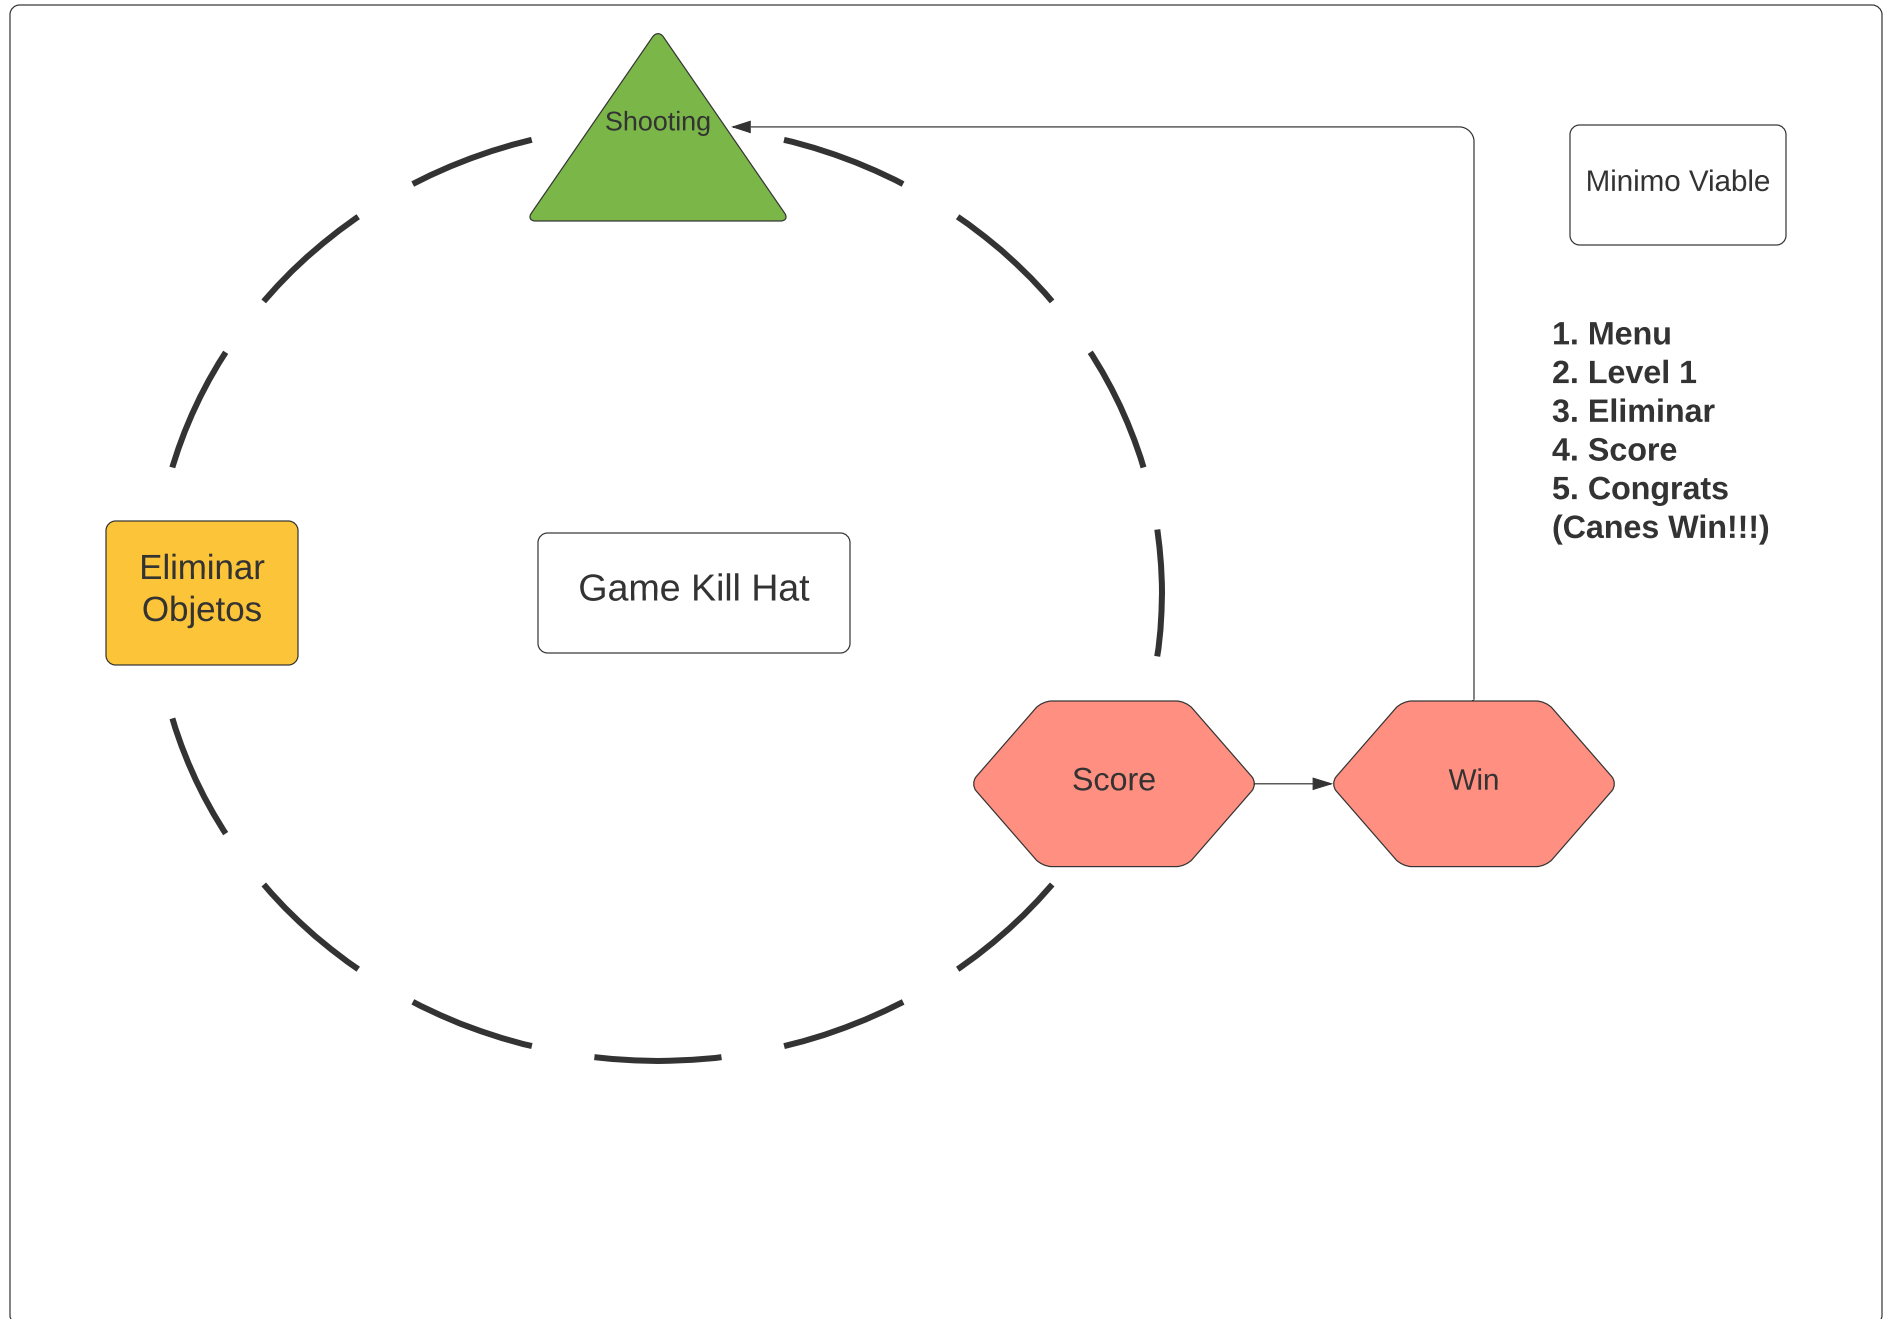 Shooting
Minimo Viable
1. Menu
2. Level 1
3. Eliminar
4. Score
5. Congrats
(Canes Win!!!)
Eliminar
Objetos
Game Kill Hat
Score
Win